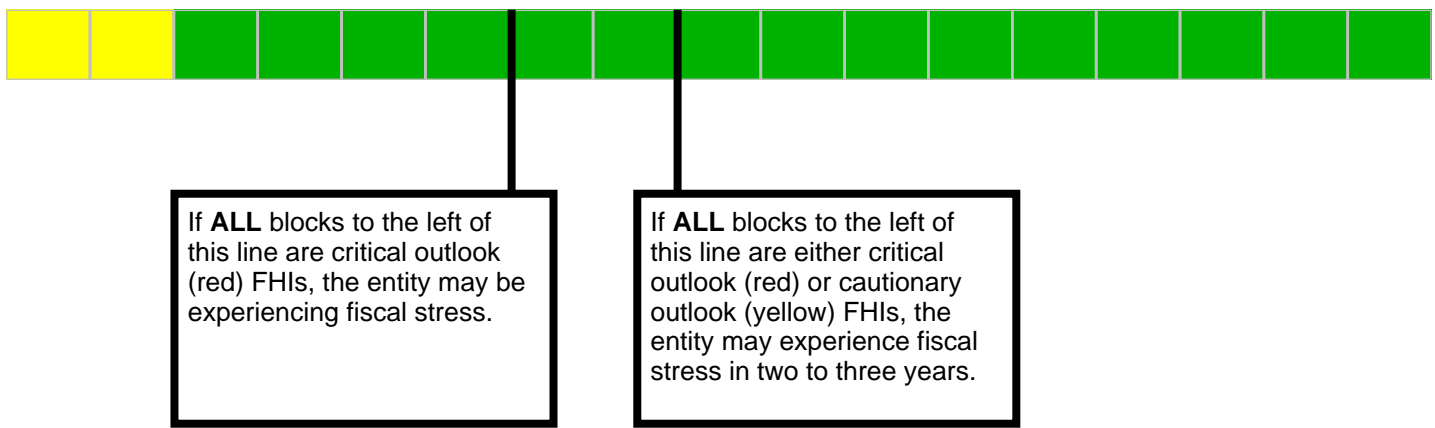 If ALL blocks to the left of
this line are critical outlook
(red) FHIs, the entity may be
experiencing fiscal stress.
If ALL blocks to the left of
this line are either critical
outlook (red) or cautionary
outlook (yellow) FHIs, the
entity may experience fiscal
stress in two to three years.